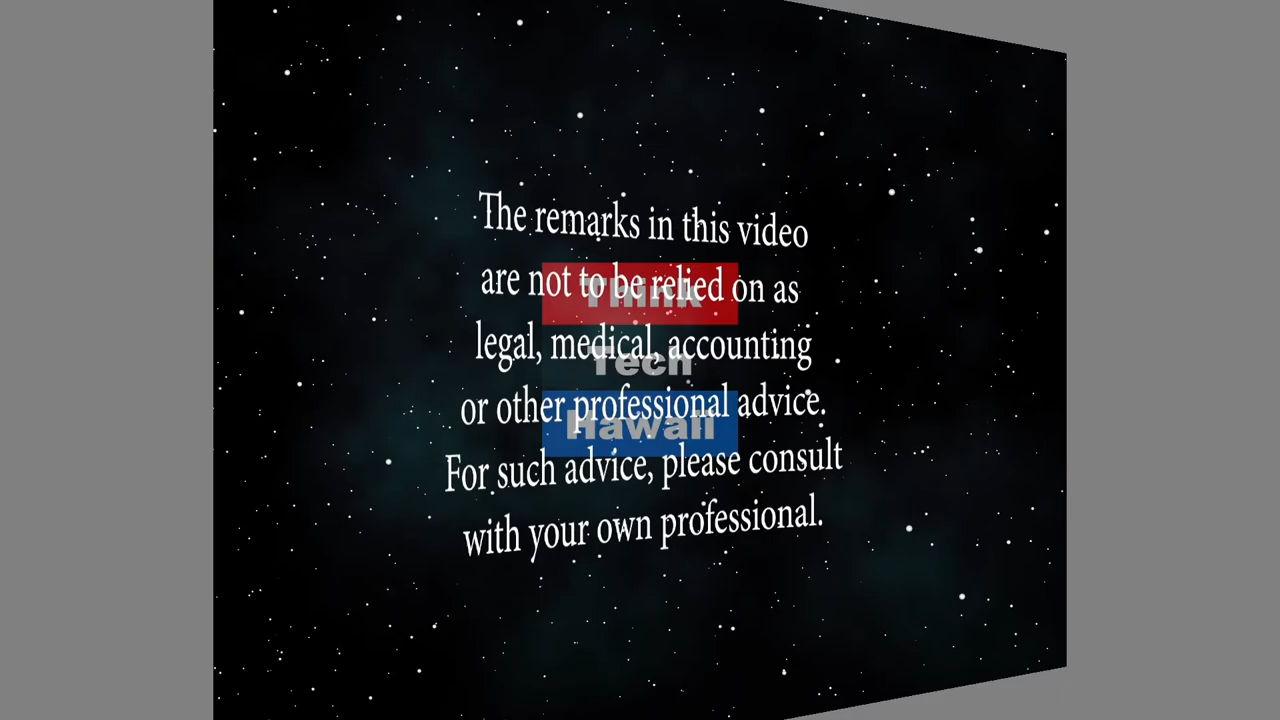 The remarks in this video
are not to be relied on as
legal, medical, accounting
or other professional advice.
For such advice, please consult
with your own professional.
Think
Tech
Hawaii